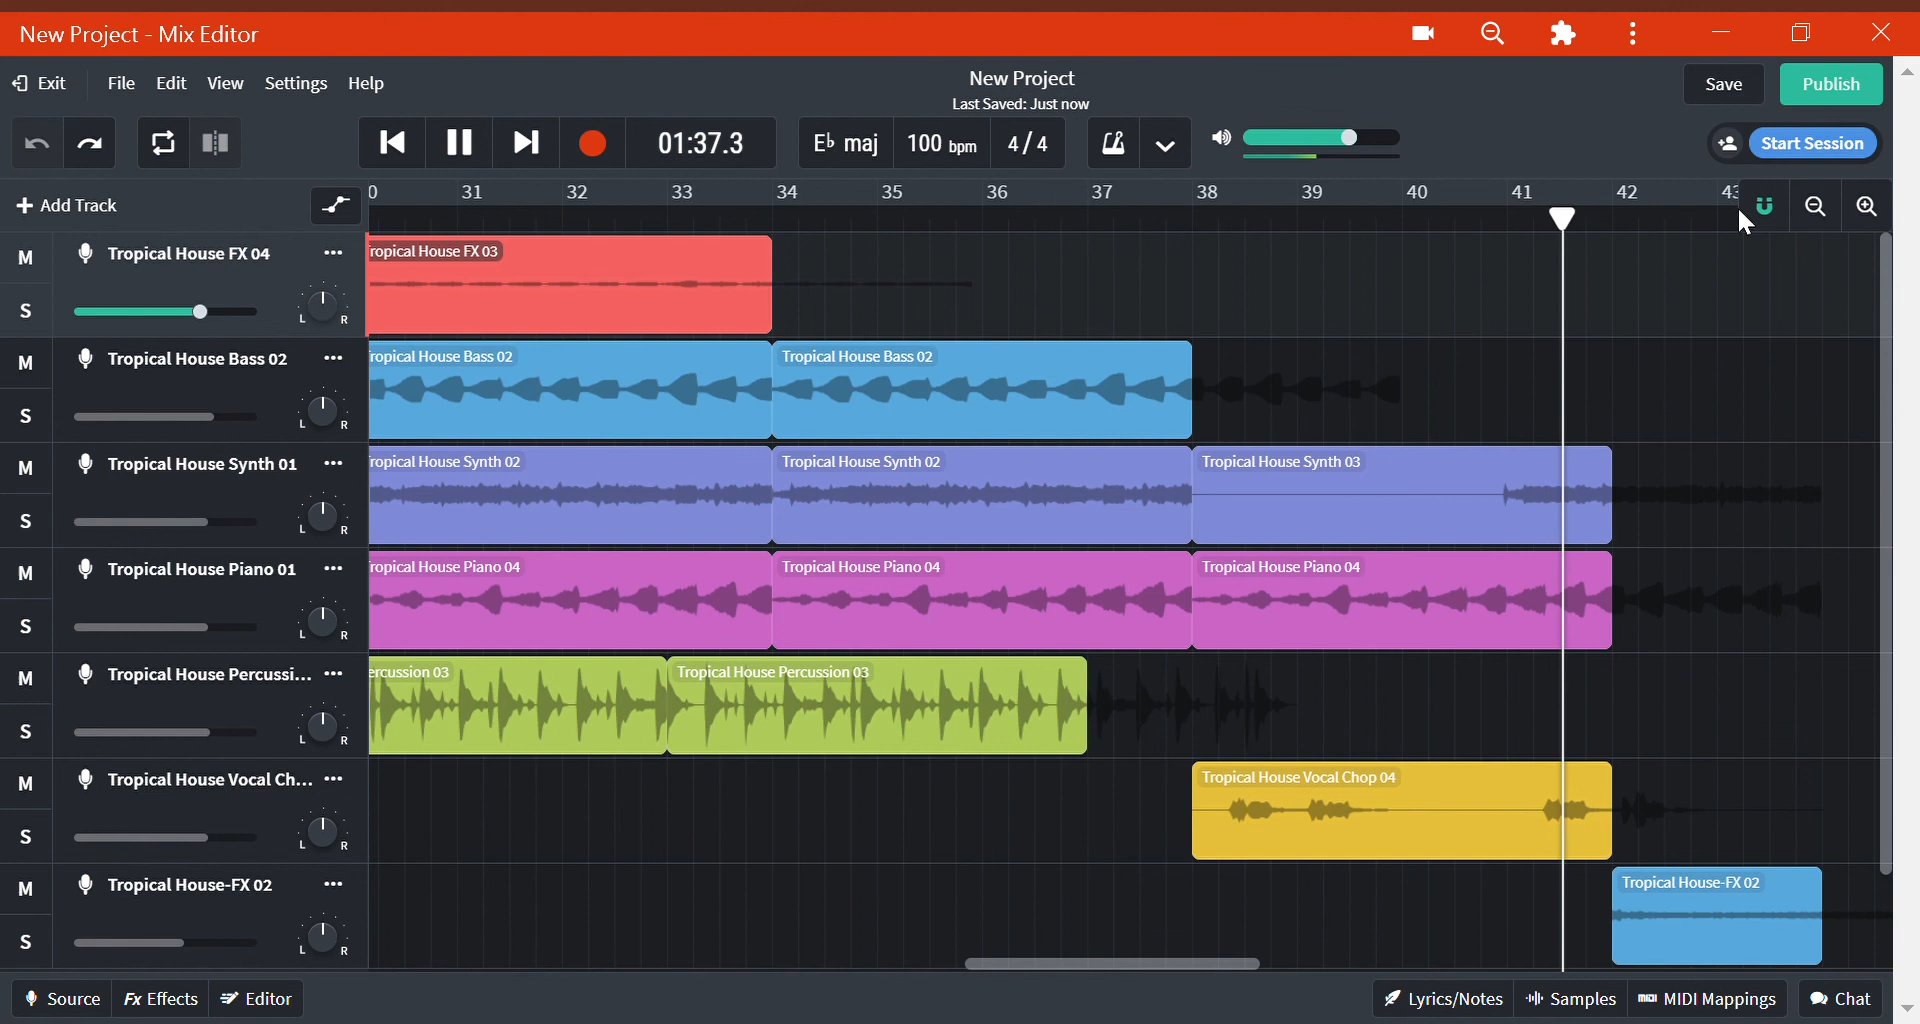 New Project - Mix Editor
Exit File Edit View Settings Help
New Project
Last Saved: Just now
Save Publish
01:37.3 E♭ maj 100 bpm 4/4
Start Session
+ Add Track
0 31 32 33 34 35 36 37 38 39 40 41 42 43
M Tropical House FX 04 •••
S L R
ropical House FX 03
M Tropical House Bass 02 •••
S L R
ropical House Bass 02 Tropical House Bass 02
M Tropical House Synth 01 •••
S L R
ropical House Synth 02 Tropical House Synth 02 Tropical House Synth 03
M Tropical House Piano 01 •••
S L R
ropical House Piano 04 Tropical House Piano 04 Tropical House Piano 04
M Tropical House Percussi... •••
S L R
ercussion 03 Tropical House Percussion 03
M Tropical House Vocal Ch... •••
S L R
Tropical House Vocal Chop 04
M Tropical House-FX 02 •••
S L R
Tropical House-FX 02
Source Fx Effects Editor Lyrics/Notes Samples MIDI MIDI Mappings Chat